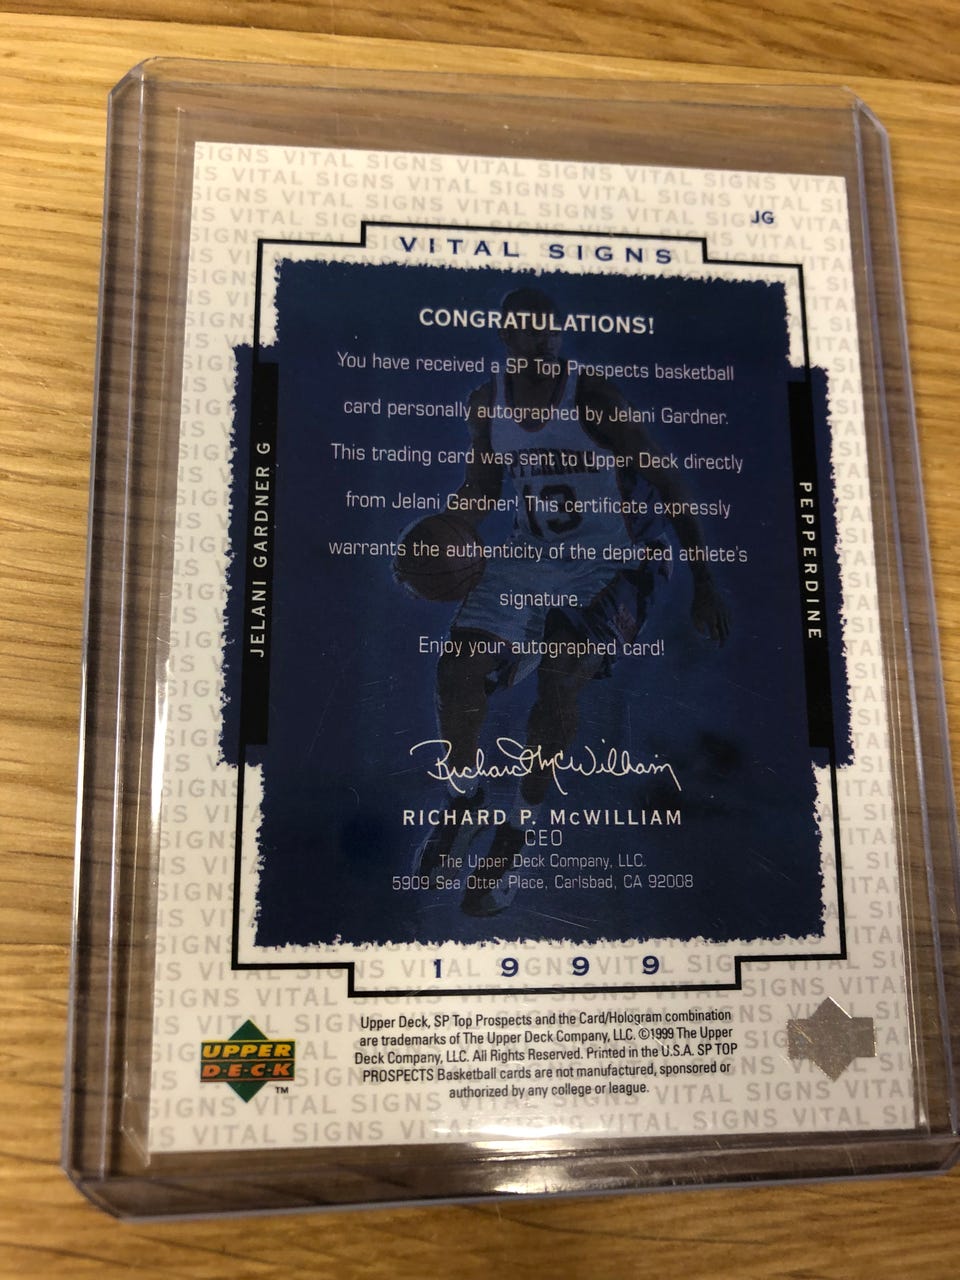 JG
VITAL SIGNS
CONGRATULATIONS!
You have received a SP Top Prospects basketball
card personally autographed by Jelani Gardner.
This trading card was sent to Upper Deck directly
from Jelani Gardner! This certificate expressly
warrants the authenticity of the depicted athlete's
signature.
Enjoy your autographed card!
JELANI GARDNER G
PEPPERDINE
13
Richard McWilliam
RICHARD P. McWILLIAM
CEO
The Upper Deck Company, LLC.
5909 Sea Otter Place, Carlsbad, CA 92008
1999
UPPER
D·E·C·K
TM
Upper Deck, SP Top Prospects and the Card/Hologram combination
are trademarks of The Upper Deck Company, LLC. ©1999 The Upper
Deck Company, LLC. All Rights Reserved. Printed in the U.S.A. SP TOP
PROSPECTS Basketball cards are not manufactured, sponsored or
authorized by any college or league.